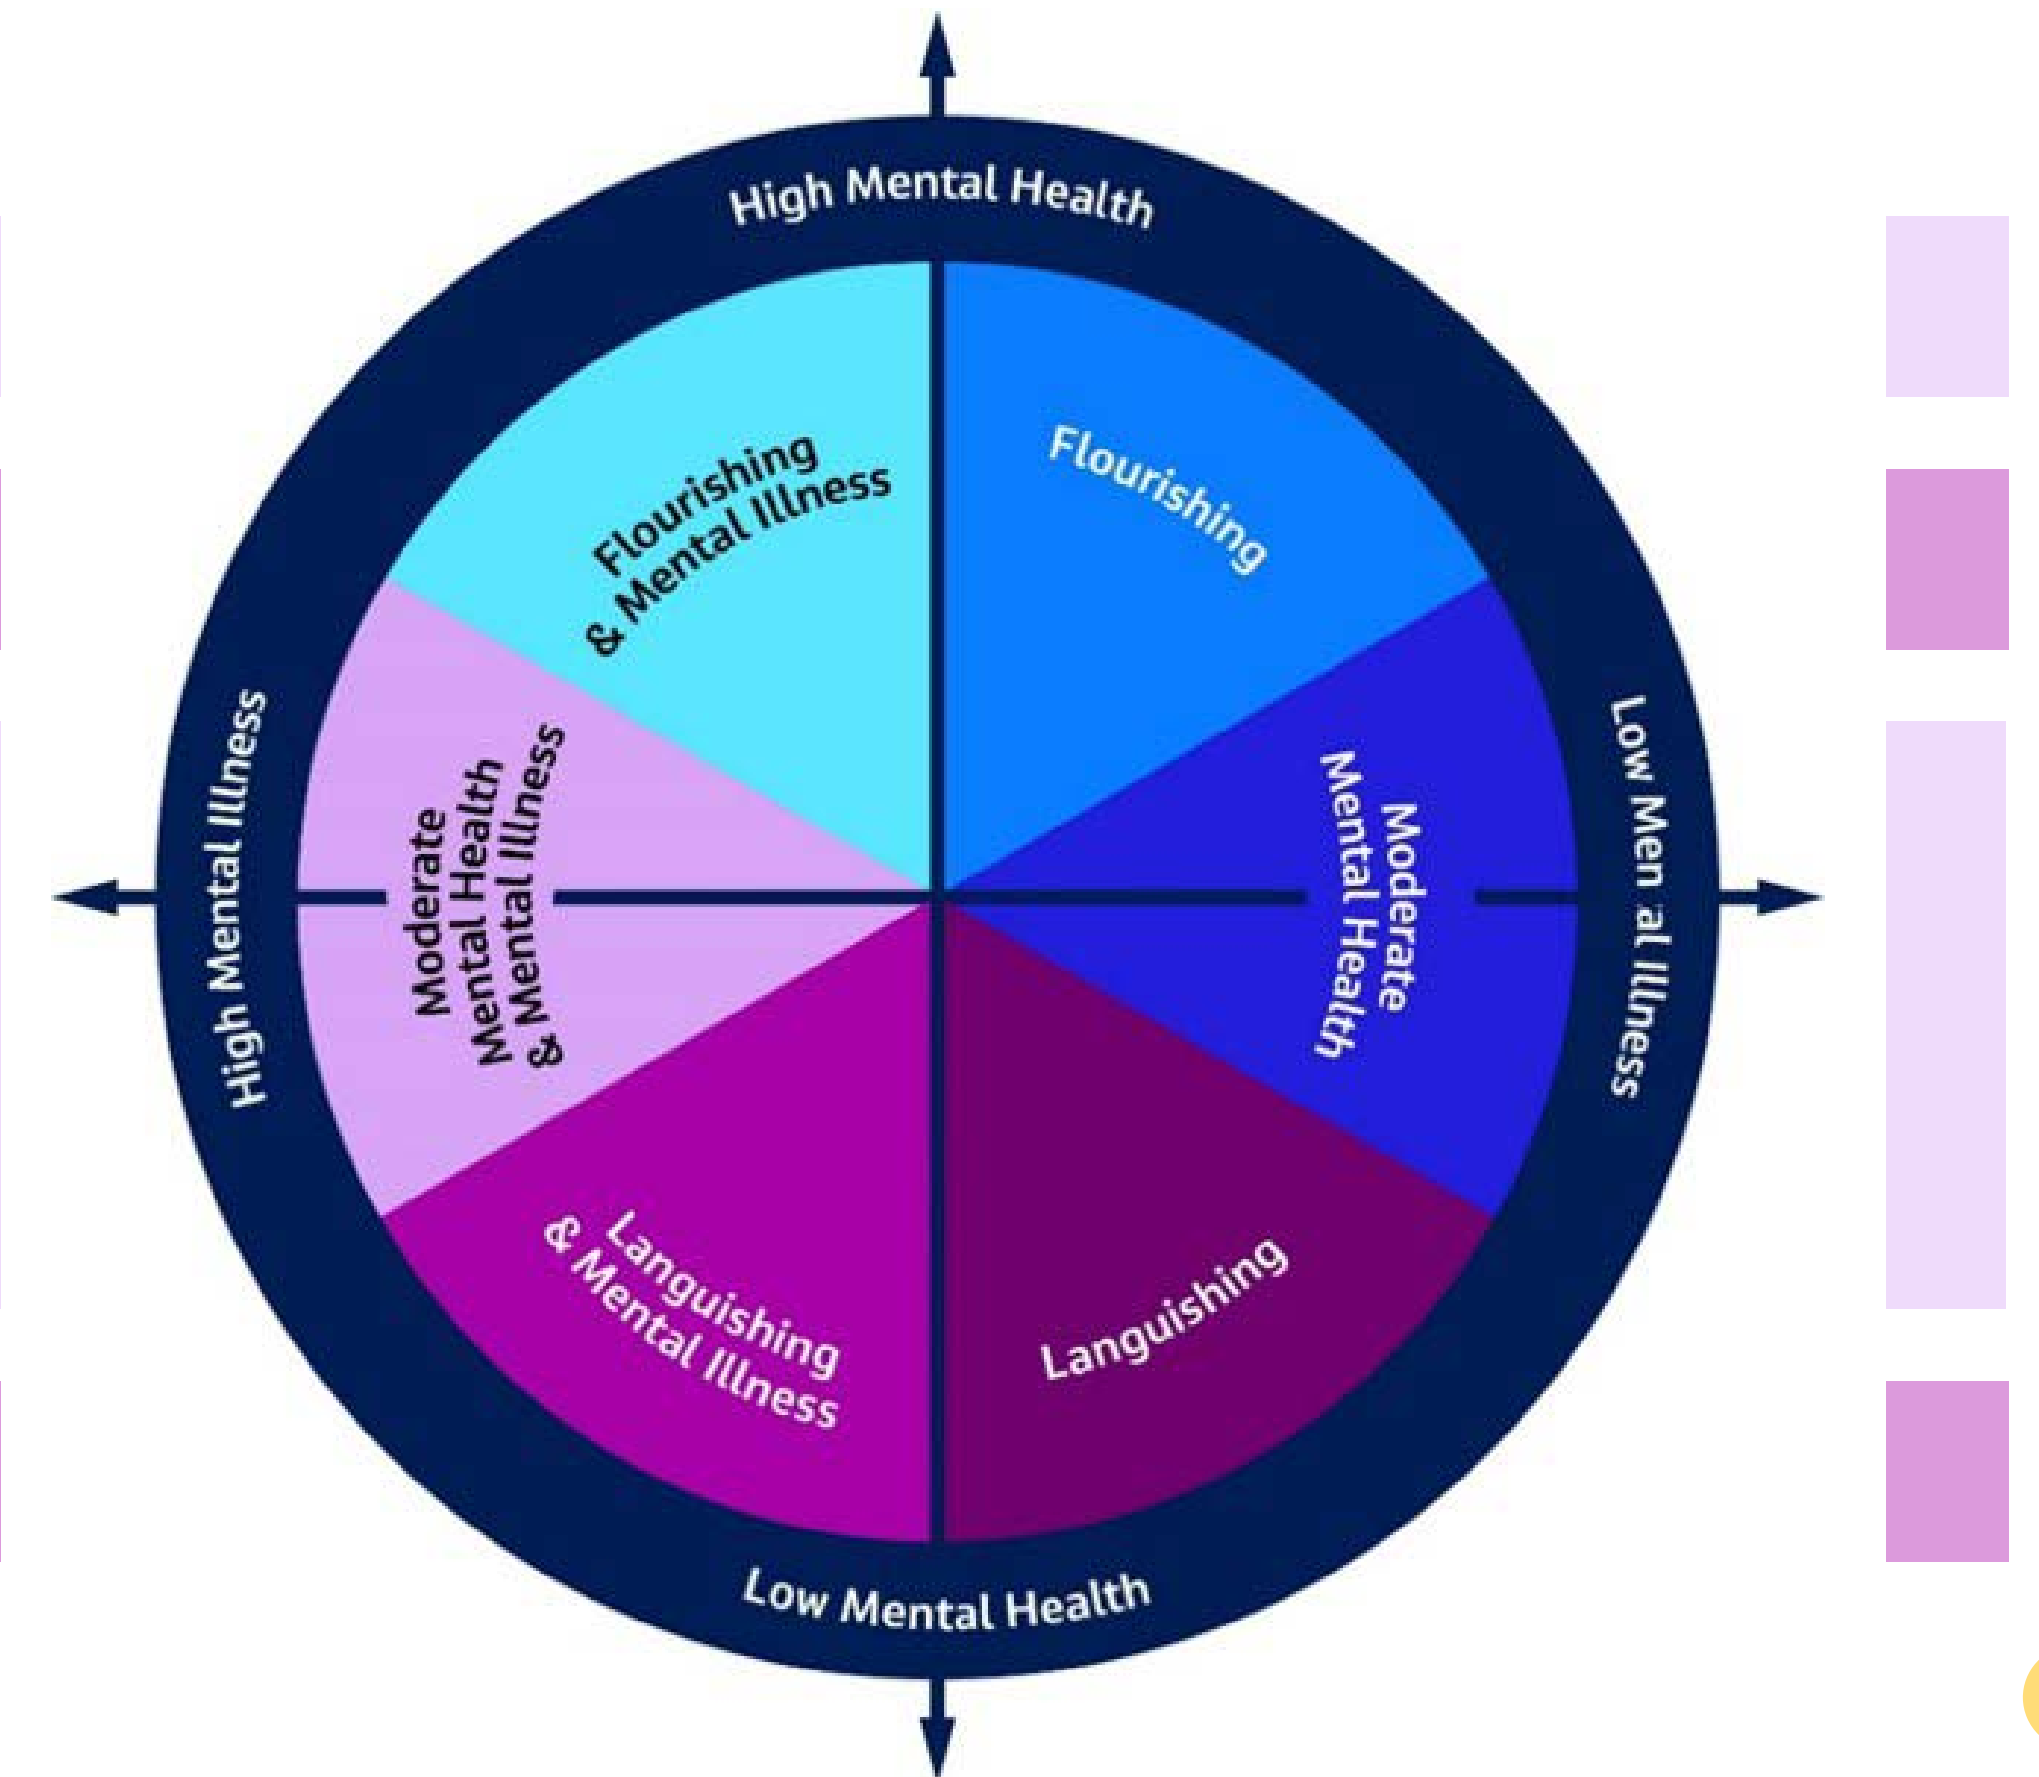 High Mental Health
Flourishing
& Mental Illness
Flourishing
High Mental Illness
Moderate
Mental Health
& Mental Illness
Moderate
Mental Health
Low Men al Illness
Languishing
& Mental Illness
Languishing
Low Mental Health